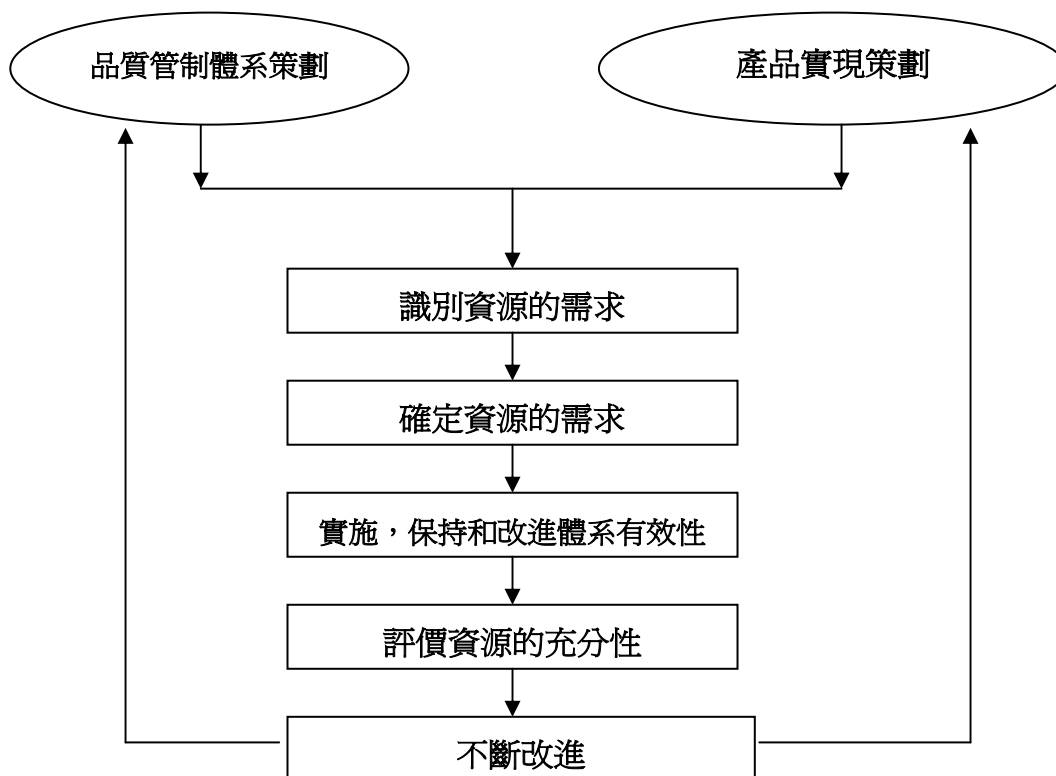 品質管制體系策劃
產品實現策劃
識別資源的需求
確定資源的需求
實施，保持和改進體系有效性
評價資源的充分性
不斷改進